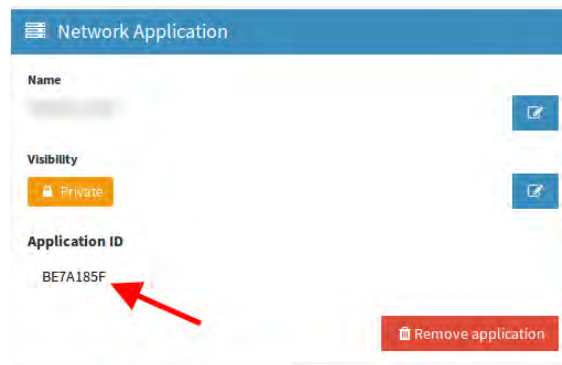 Network Application
Name
Visibility
Private
Application ID
BE7A185F
Remove application